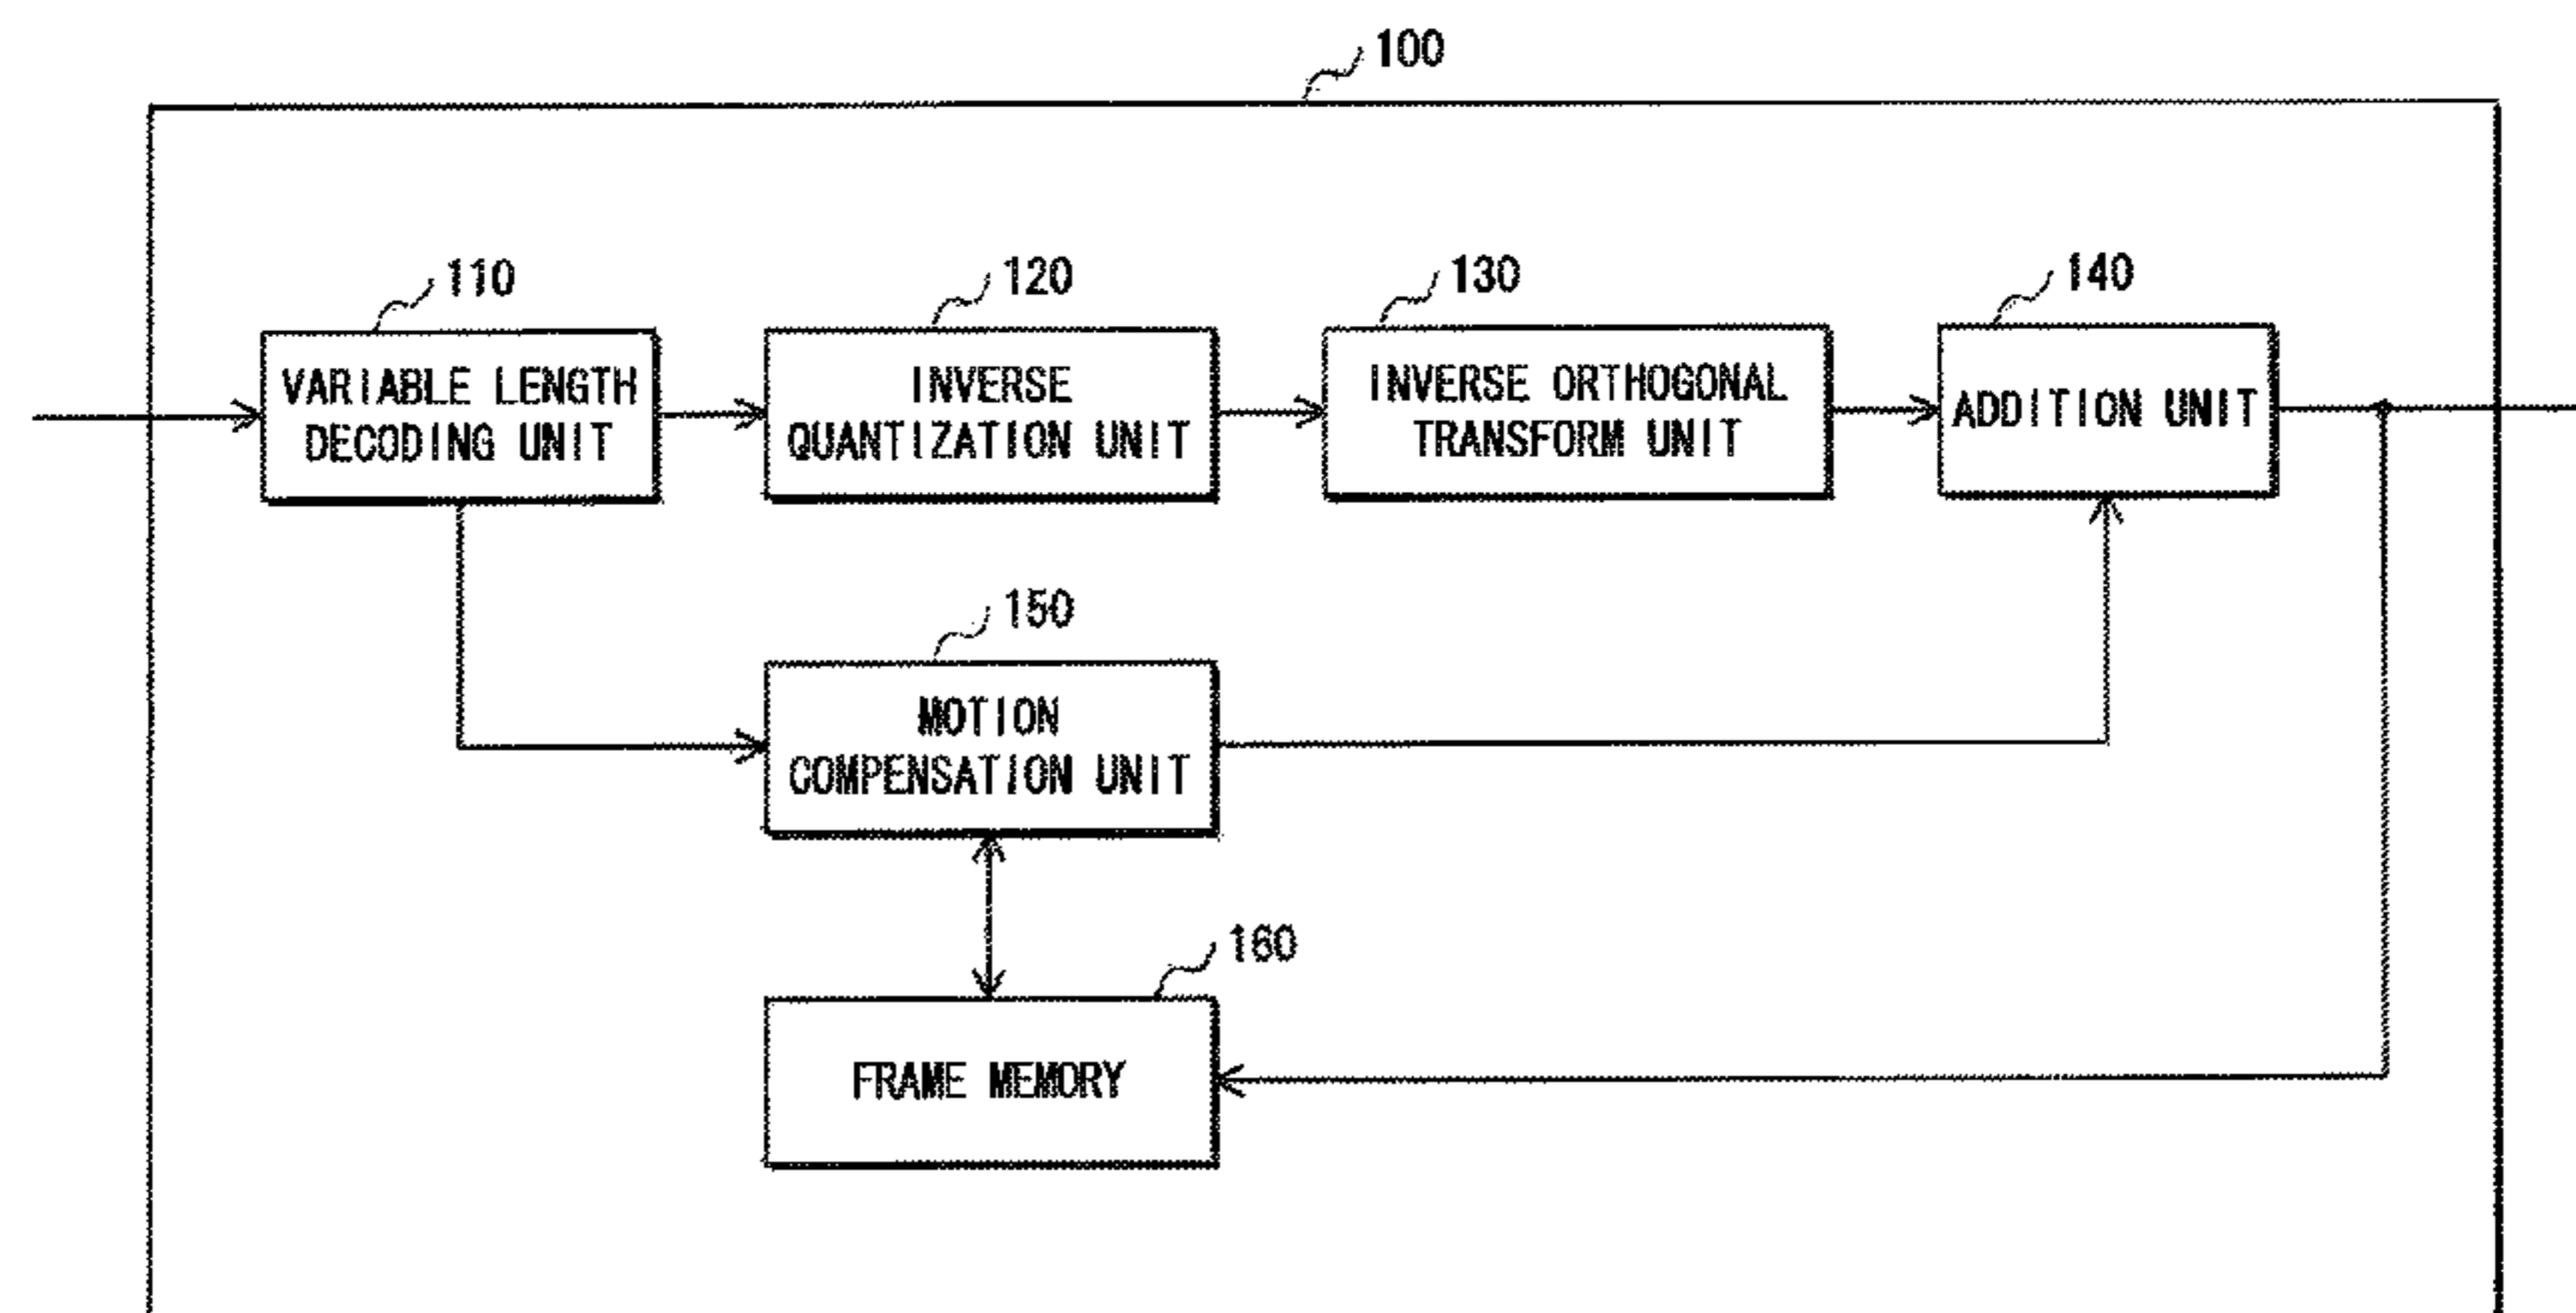 100
110
120
130
140
VARIABLE LENGTH
DECODING UNIT
INVERSE
QUANTIZATION UNIT
INVERSE ORTHOGONAL
TRANSFORM UNIT
ADDITION UNIT
150
MOTION
COMPENSATION UNIT
160
FRAME MEMORY